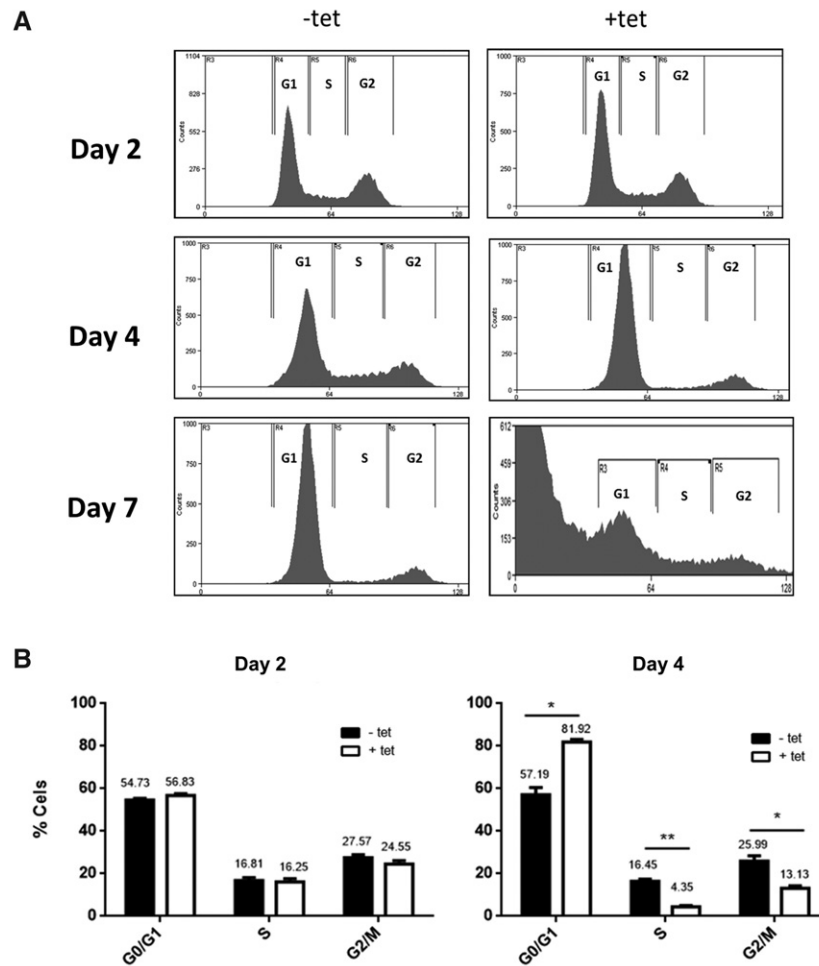 A
-tet
+tet
Day 2
1104
828
552
276
0
Counts
R3
R4
R5
R6
G1
S
G2
0
64
128
1000
750
500
250
0
Counts
R3
R4
R5
R6
G1
S
G2
0
64
128
Day 4
1000
750
500
250
0
Counts
R3
R4
R5
R6
G1
S
G2
0
64
128
1000
750
500
250
0
Counts
R3
R4
R5
R6
G1
S
G2
0
64
128
Day 7
1000
750
500
250
0
Counts
R3
R4
R5
R6
G1
S
G2
0
64
128
612
459
306
153
0
Counts
R3
R4
R5
G1
S
G2
0
64
128
B
Day 2
% Cels
100
80
60
40
20
0
- tet
+ tet
54.73
56.83
16.81
16.25
27.57
24.55
G0/G1
S
G2/M
Day 4
100
80
60
40
20
0
- tet
+ tet
*
57.19
81.92
**
16.45
4.35
*
25.99
13.13
G0/G1
S
G2/M